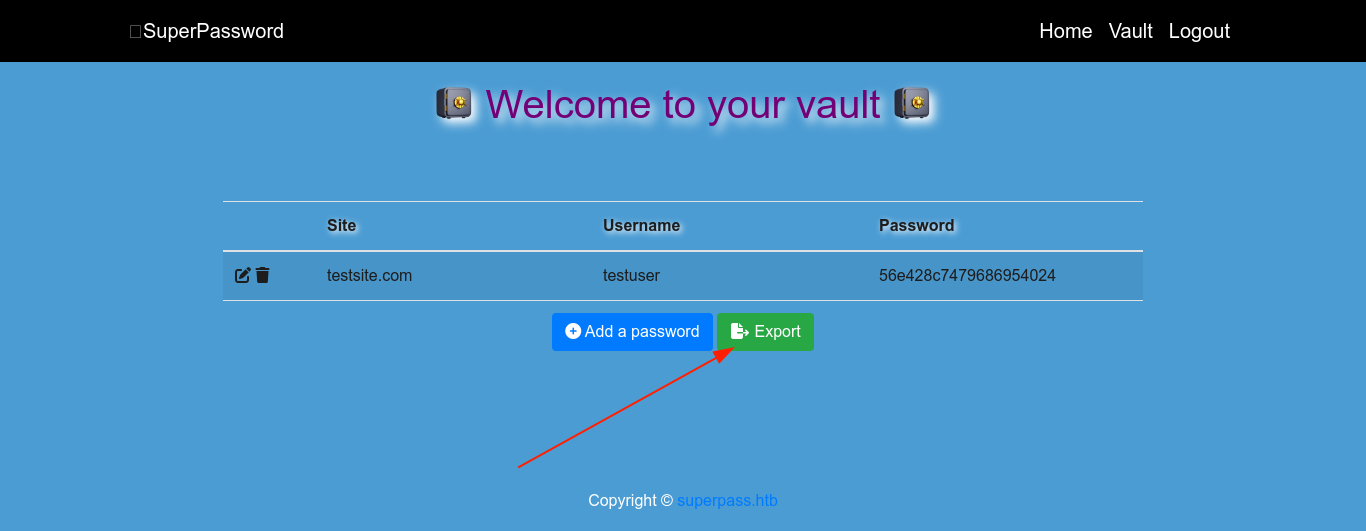 SuperPassword Home Vault Logout
Welcome to your vault
Site Username Password
testsite.com testuser 56e428c7479686954024
Add a password Export
Copyright © superpass.htb